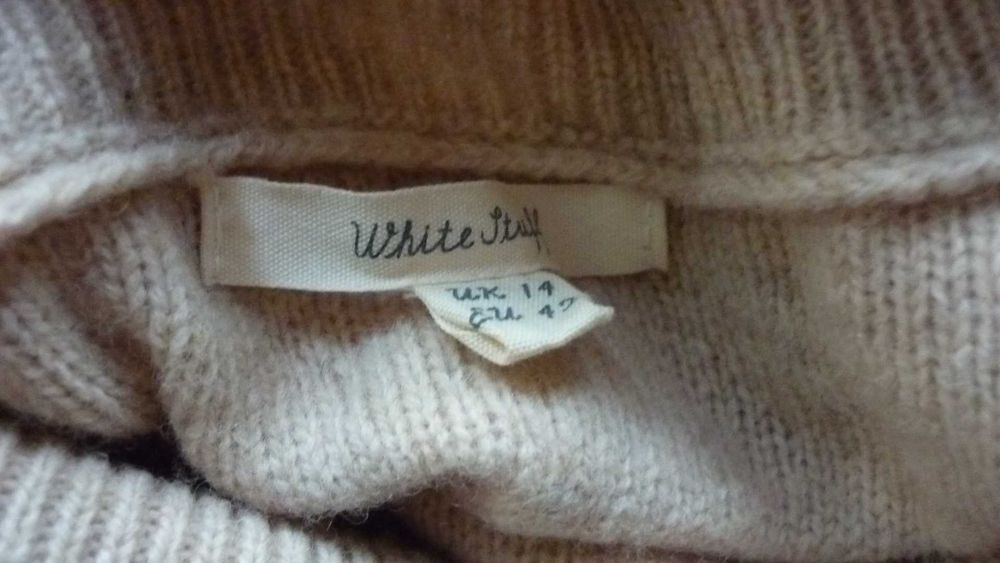 White Stuff
UK 14
EU 42